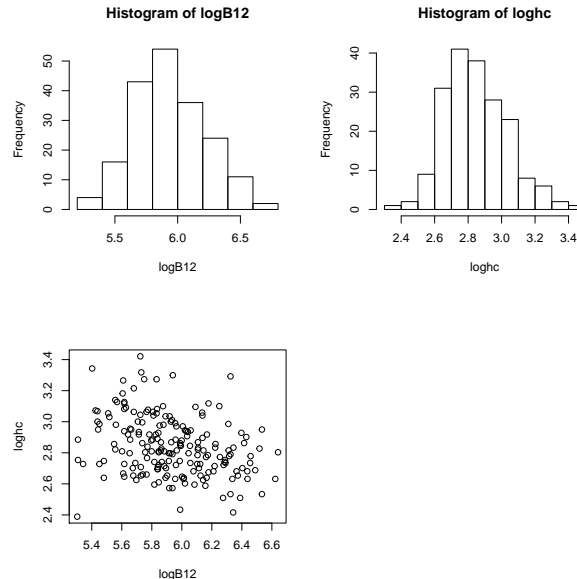 Histogram of logB12
Frequency
0 10 20 30 40 50
5.5 6.0 6.5
logB12
Histogram of loghc
Frequency
0 10 20 30 40
2.4 2.6 2.8 3.0 3.2 3.4
loghc
loghc
2.4 2.6 2.8 3.0 3.2 3.4
5.4 5.6 5.8 6.0 6.2 6.4 6.6
logB12